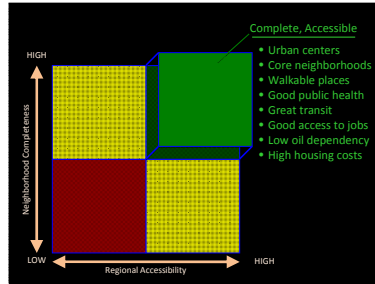 Complete, Accessible
HIGH
• Urban centers
• Core neighborhoods
• Walkable places
• Good public health
• Great transit
• Good access to jobs
• Low oil dependency
• High housing costs
Neighborhood Completeness
LOW
Regional Accessibility
HIGH